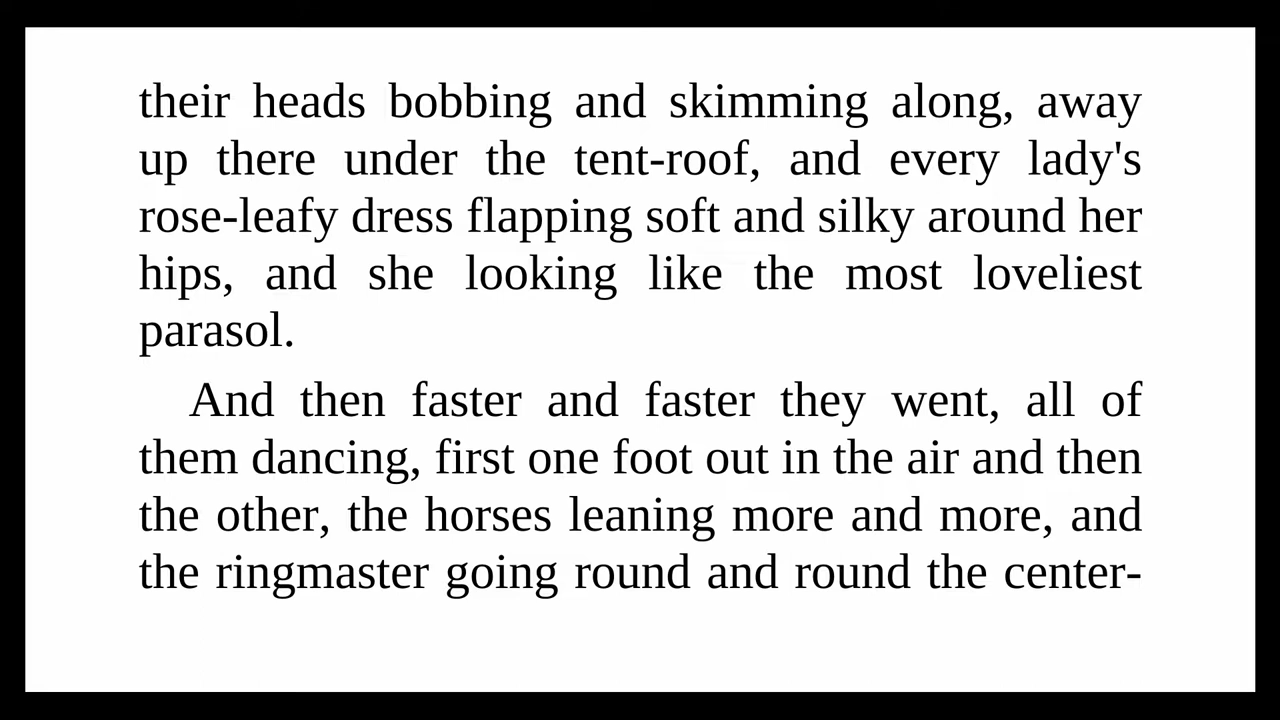 their heads bobbing and skimming along, away
up there under the tent-roof, and every lady's
rose-leafy dress flapping soft and silky around her
hips, and she looking like the most loveliest
parasol.
And then faster and faster they went, all of
them dancing, first one foot out in the air and then
the other, the horses leaning more and more, and
the ringmaster going round and round the center-